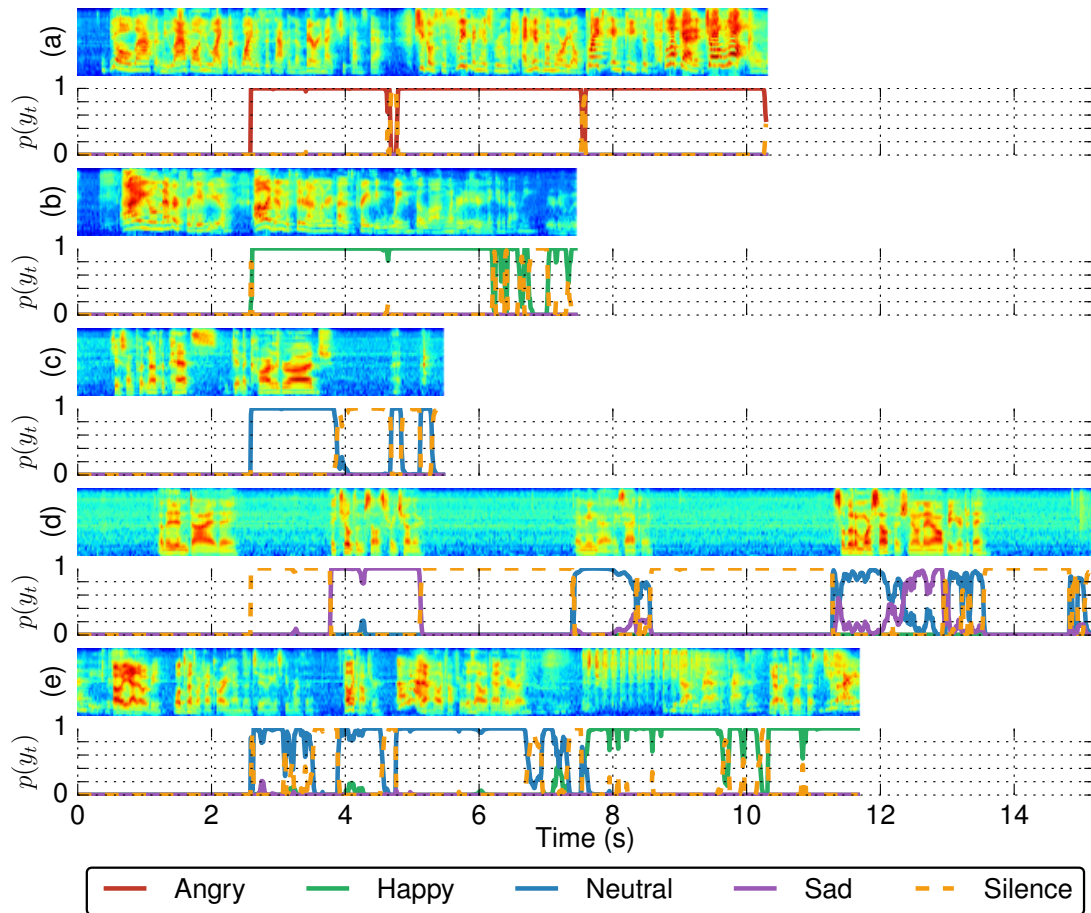 (a)
1
p(y_t)
0
(b)
1
p(y_t)
0
(c)
1
p(y_t)
0
(d)
1
p(y_t)
0
(e)
1
p(y_t)
0
0 2 4 6 8 10 12 14
Time (s)
Angry Happy Neutral Sad Silence